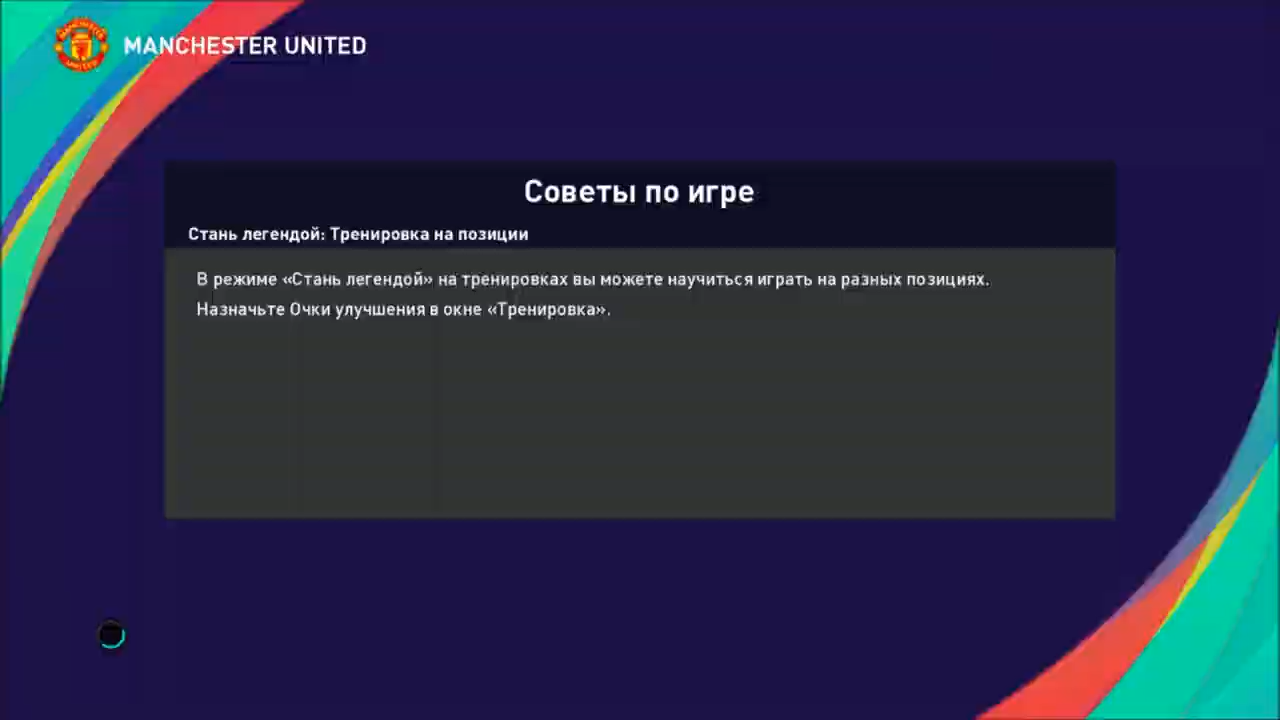 MANCHESTER UNITED
Советы по игре
Стань легендой: Тренировка на позиции
В режиме «Стань легендой» на тренировках вы можете научиться играть на разных позициях.
Назначьте Очки улучшения в окне «Тренировка».